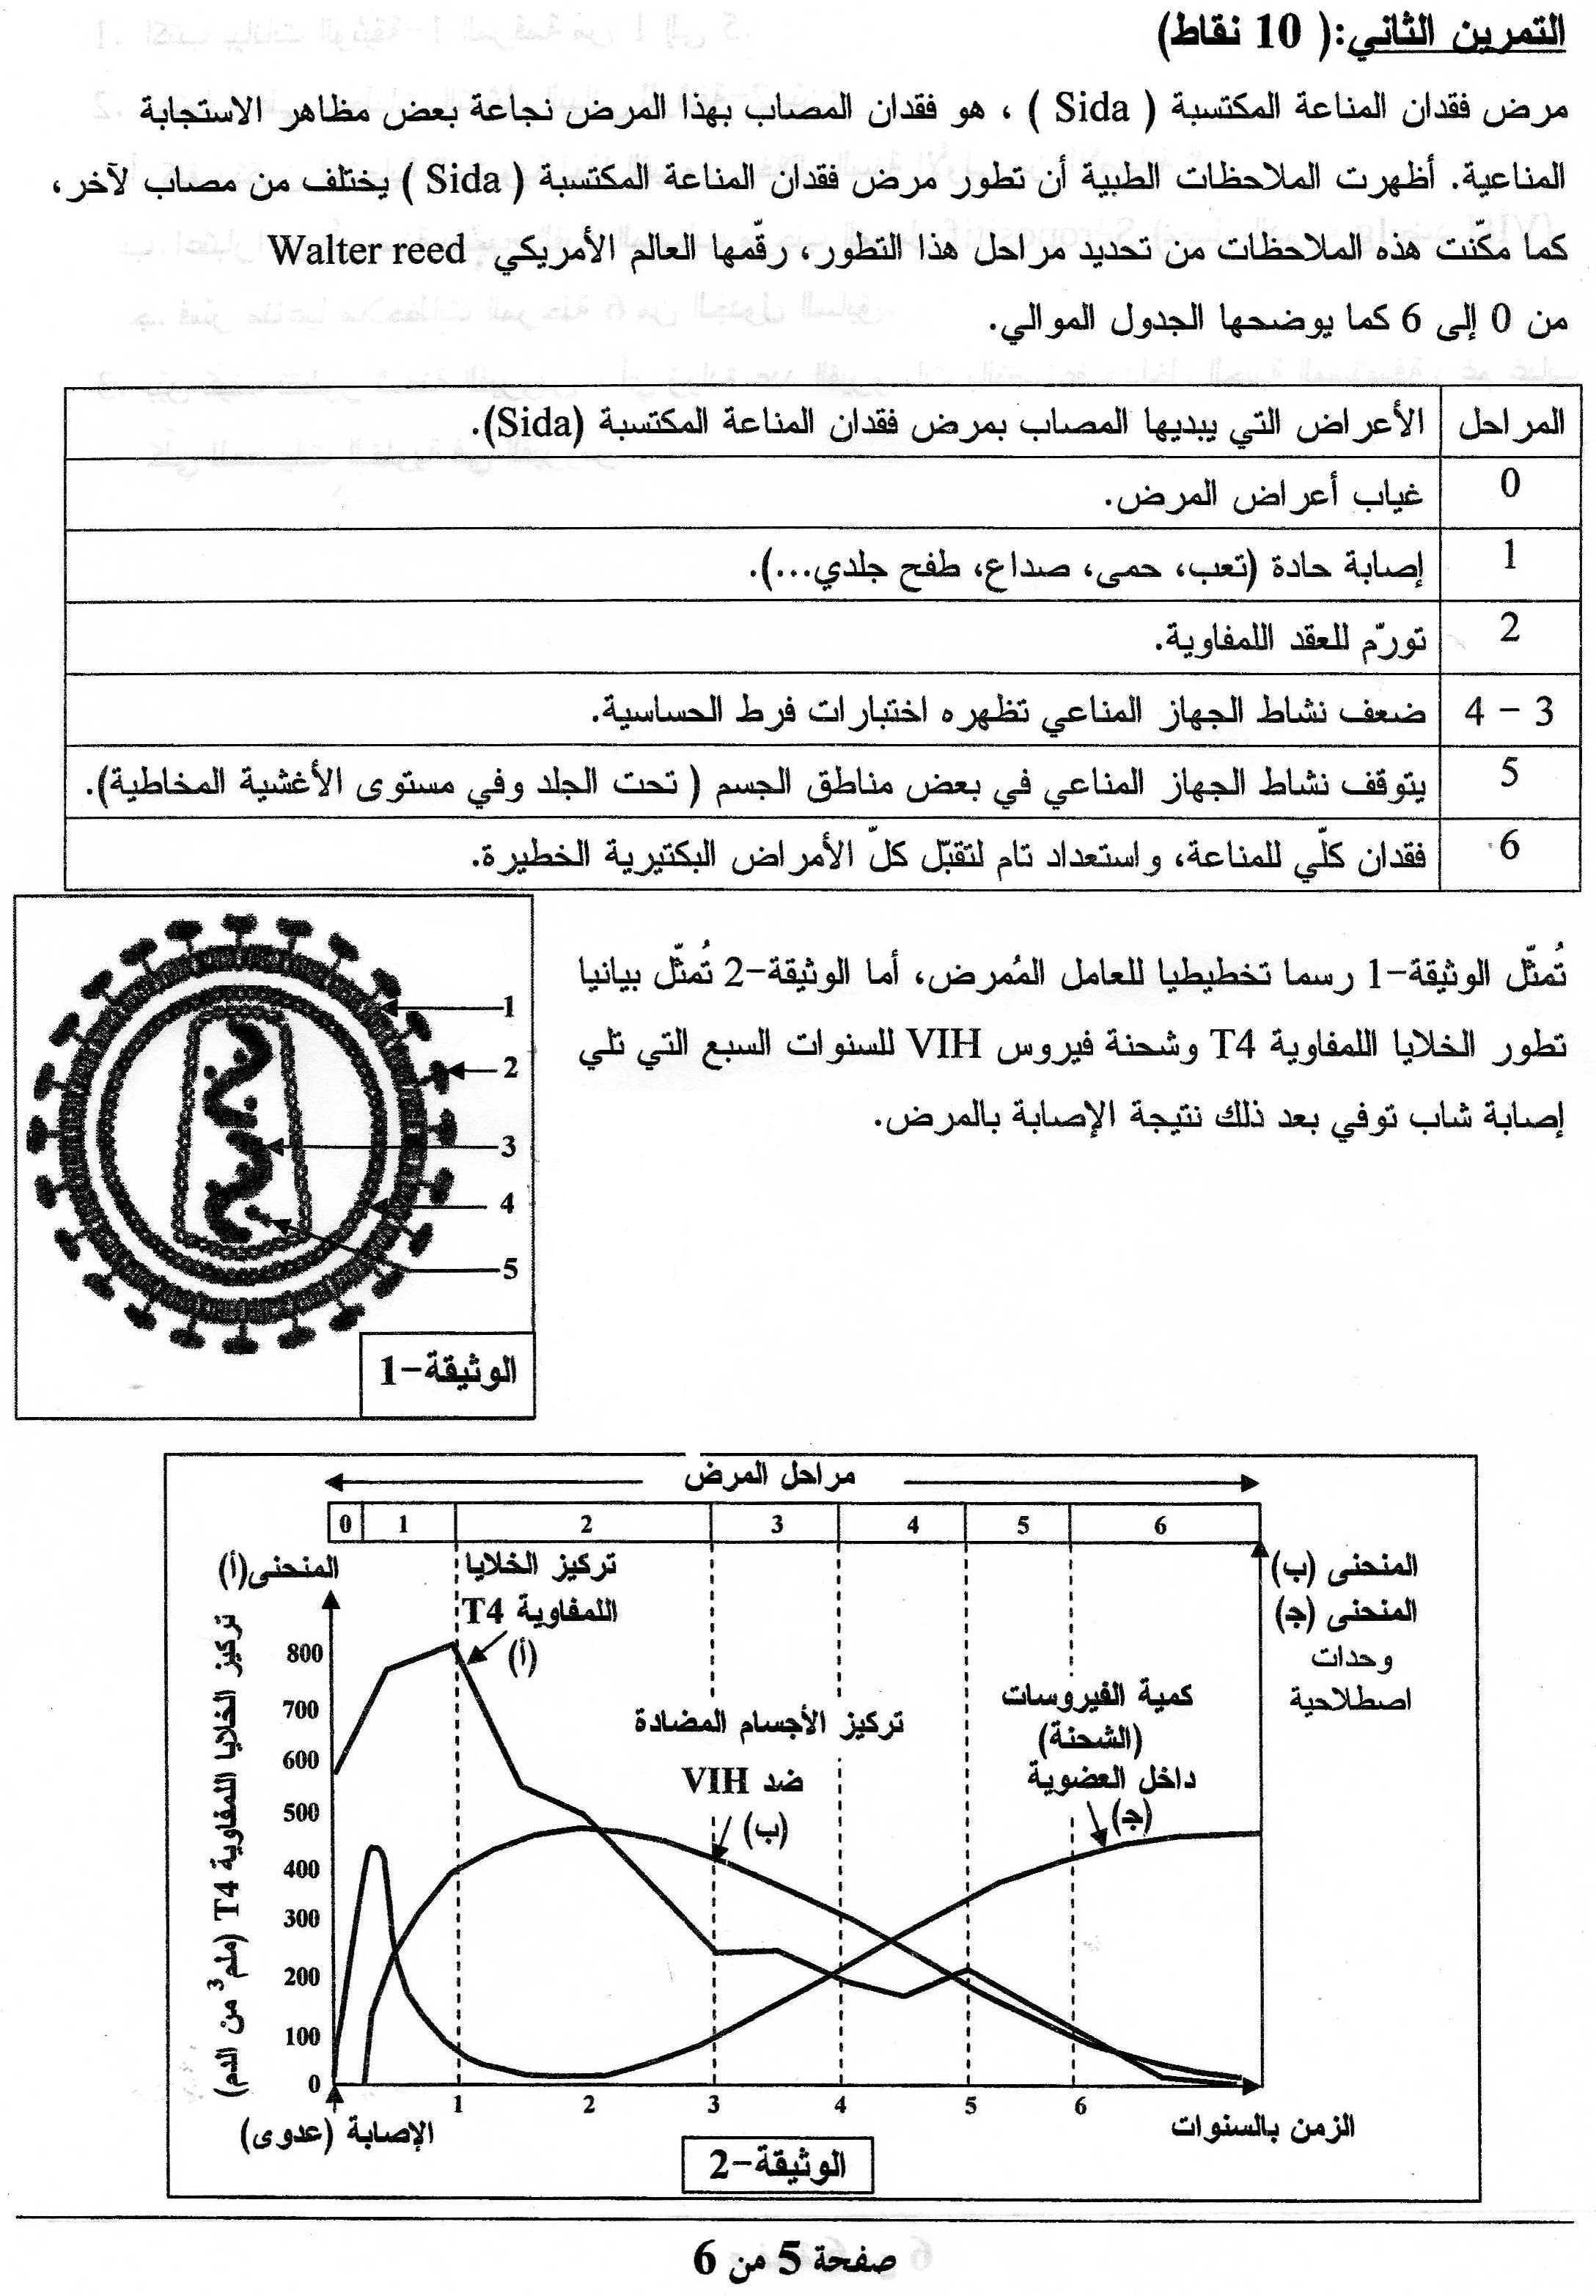 التمرين الثاني:( 10 نقاط)
مرض فقدان المناعة المكتسبة ( Sida ) ، هو فقدان المصاب بهذا المرض نجاعة بعض مظاهر الاستجابة
المناعية. أظهرت الملاحظات الطبية أن تطور مرض فقدان المناعة المكتسبة ( Sida ) يختلف من مصاب لآخر،
كما مكّنت هذه الملاحظات من تحديد مراحل هذا التطور، رقّمها العالم الأمريكي Walter reed
من 0 إلى 6 كما يوضحها الجدول الموالي.
المراحل الأعراض التي يبديها المصاب بمرض فقدان المناعة المكتسبة (Sida).
0 غياب أعراض المرض.
1 إصابة حادة (تعب، حمى، صداع، طفح جلدي...).
2 تورّم للعقد اللمفاوية.
3 – 4 ضعف نشاط الجهاز المناعي تظهره اختبارات فرط الحساسية.
5 يتوقف نشاط الجهاز المناعي في بعض مناطق الجسم ( تحت الجلد وفي مستوى الأغشية المخاطية).
6 فقدان كلّي للمناعة، واستعداد تام لتقبّل كلّ الأمراض البكتيرية الخطيرة.
تُمثّل الوثيقة-1 رسما تخطيطيا للعامل المُمرض، أما الوثيقة-2 تُمثّل بيانيا
تطور الخلايا اللمفاوية T4 وشحنة فيروس VIH للسنوات السبع التي تلي
إصابة شاب توفي بعد ذلك نتيجة الإصابة بالمرض.
1
2
3
4
5
الوثيقة-1
مراحل المرض
0 1 2 3 4 5 6
المنحنى(أ)
تركيز الخلايا
اللمفاوية T4
(أ)
المنحنى (ب)
المنحنى (ج)
وحدات
اصطلاحية
تركيز الخلايا اللمفاوية T4 (ملم3 من الدم)
800
700
600
500
400
300
200
100
0
تركيز الأجسام المضادة
ضد VIH
(ب)
كمية الفيروسات
(الشحنة)
داخل العضوية
(ج)
1 2 3 4 5 6
الزمن بالسنوات
الإصابة (عدوى)
الوثيقة-2
صفحة 5 من 6